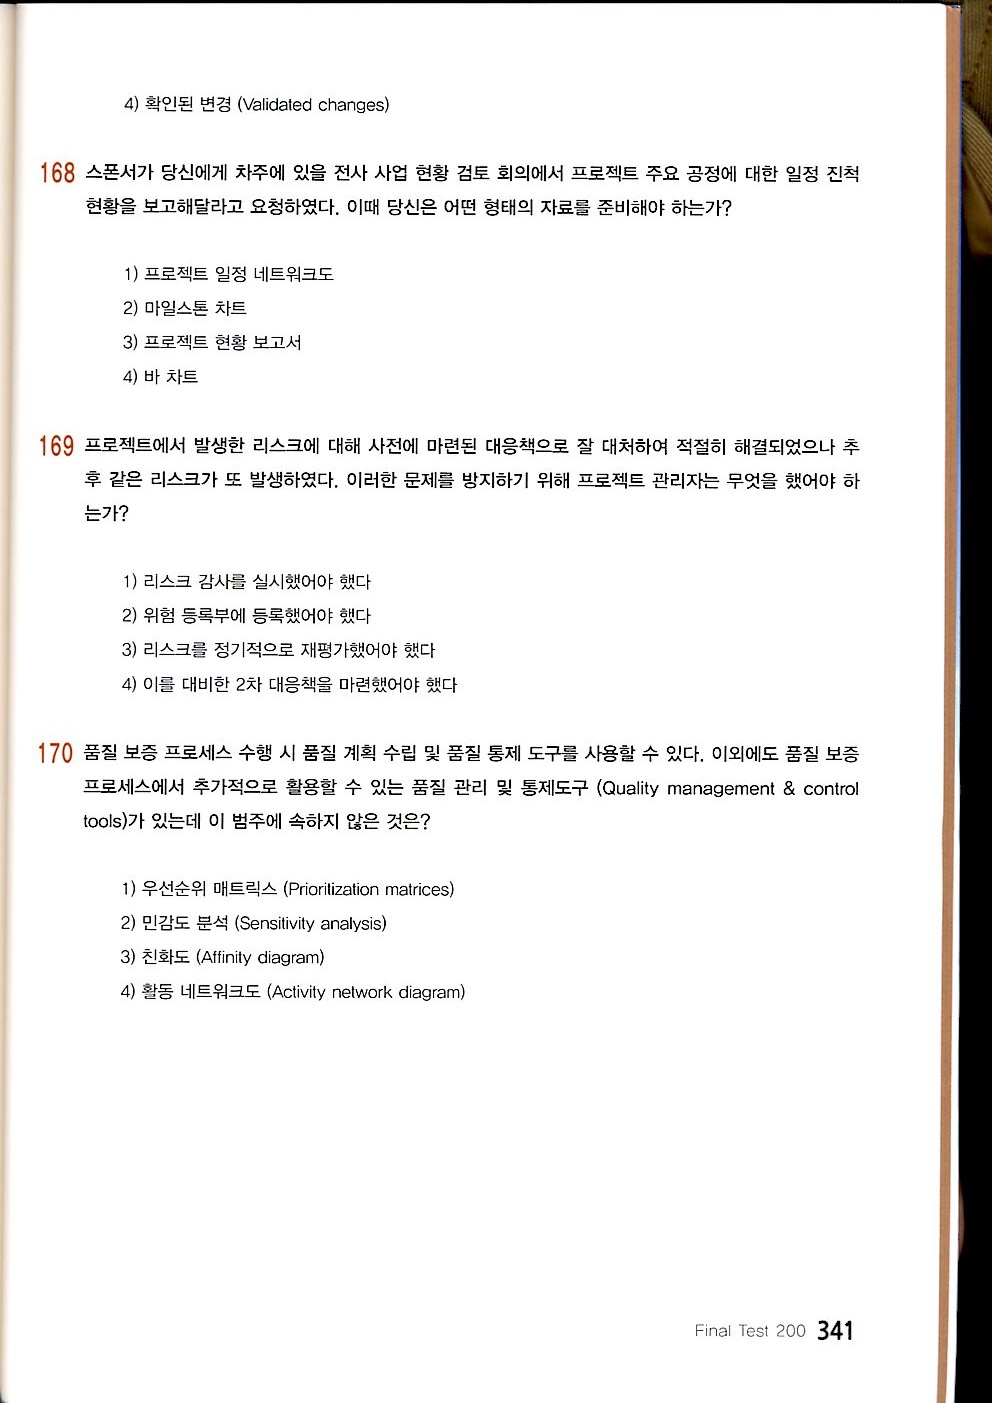 4) 확인된 변경 (Validated changes)
168 스폰서가 당신에게 차주에 있을 전사 사업 현황 검토 회의에서 프로젝트 주요 공정에 대한 일정 진척
현황을 보고해달라고 요청하였다. 이때 당신은 어떤 형태의 자료를 준비해야 하는가?
1) 프로젝트 일정 네트워크도
2) 마일스톤 차트
3) 프로젝트 현황 보고서
4) 바 차트
169 프로젝트에서 발생한 리스크에 대해 사전에 마련된 대응책으로 잘 대처하여 적절히 해결되었으나 추
후 같은 리스크가 또 발생하였다. 이러한 문제를 방지하기 위해 프로젝트 관리자는 무엇을 했어야 하
는가?
1) 리스크 감사를 실시했어야 했다
2) 위험 등록부에 등록했어야 했다
3) 리스크를 정기적으로 재평가했어야 했다
4) 이를 대비한 2차 대응책을 마련했어야 했다
170 품질 보증 프로세스 수행 시 품질 계획 수립 및 품질 통제 도구를 사용할 수 있다. 이외에도 품질 보증
프로세스에서 추가적으로 활용할 수 있는 품질 관리 및 통제도구 (Quality management & control
tools)가 있는데 이 범주에 속하지 않은 것은?
1) 우선순위 매트릭스 (Prioritization matrices)
2) 민감도 분석 (Sensitivity analysis)
3) 친화도 (Affinity diagram)
4) 활동 네트워크도 (Activity network diagram)
Final Test 200 341